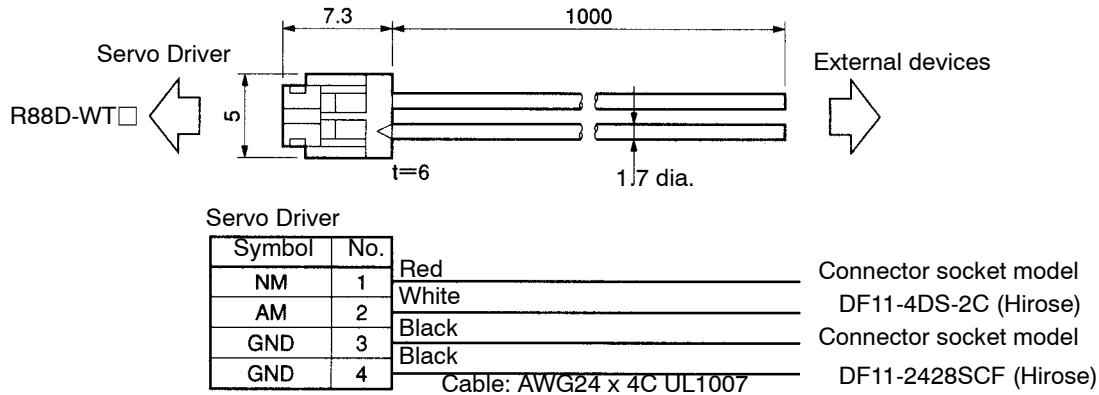 7.3
1000
Servo Driver
External devices
R88D-WT□
5
t=6
1.7 dia.
Servo Driver
Symbol No.
NM 1 Red
AM 2 White
GND 3 Black
GND 4 Black
Connector socket model
DF11-4DS-2C (Hirose)
Connector socket model
DF11-2428SCF (Hirose)
Cable: AWG24 x 4C UL1007